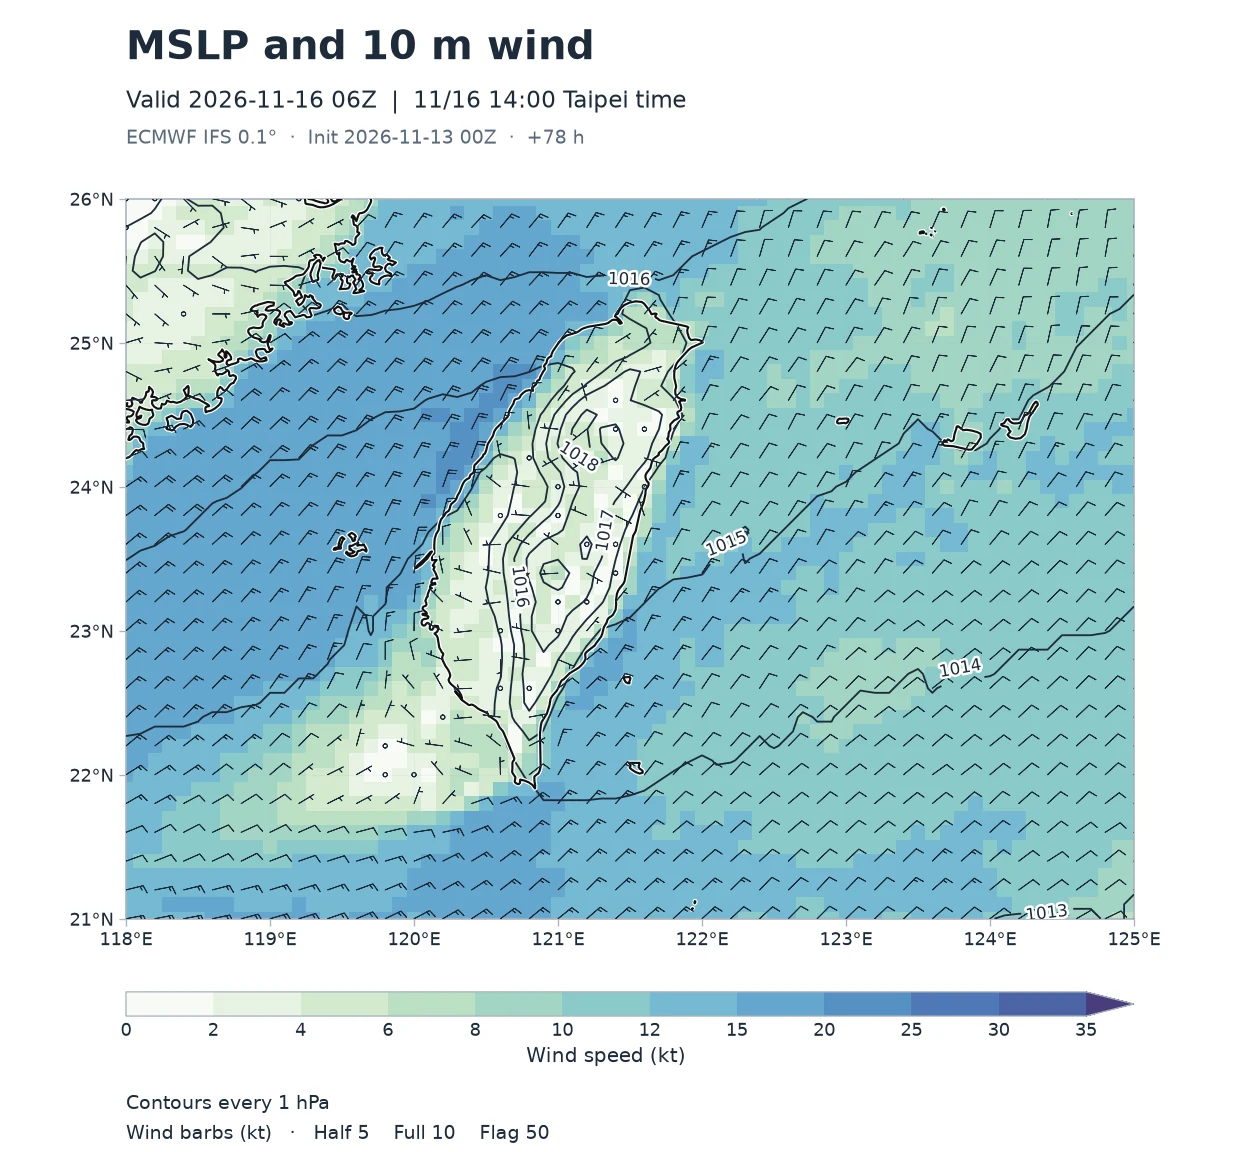 MSLP and 10 m wind
Valid 2026-11-16 06Z | 11/16 14:00 Taipei time
ECMWF IFS 0.1° · Init 2026-11-13 00Z · +78 h
26°N
25°N
24°N
23°N
22°N
21°N
1016
1018
1017
1016
1015
1014
1013
118°E 119°E 120°E 121°E 122°E 123°E 124°E 125°E
0 2 4 6 8 10 12 15 20 25 30 35
Wind speed (kt)
Contours every 1 hPa
Wind barbs (kt) · Half 5 Full 10 Flag 50